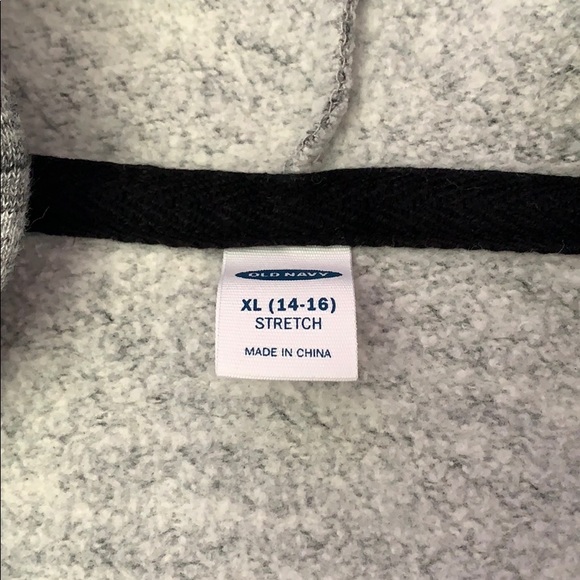 OLD NAVY
XL (14-16)
STRETCH
MADE IN CHINA